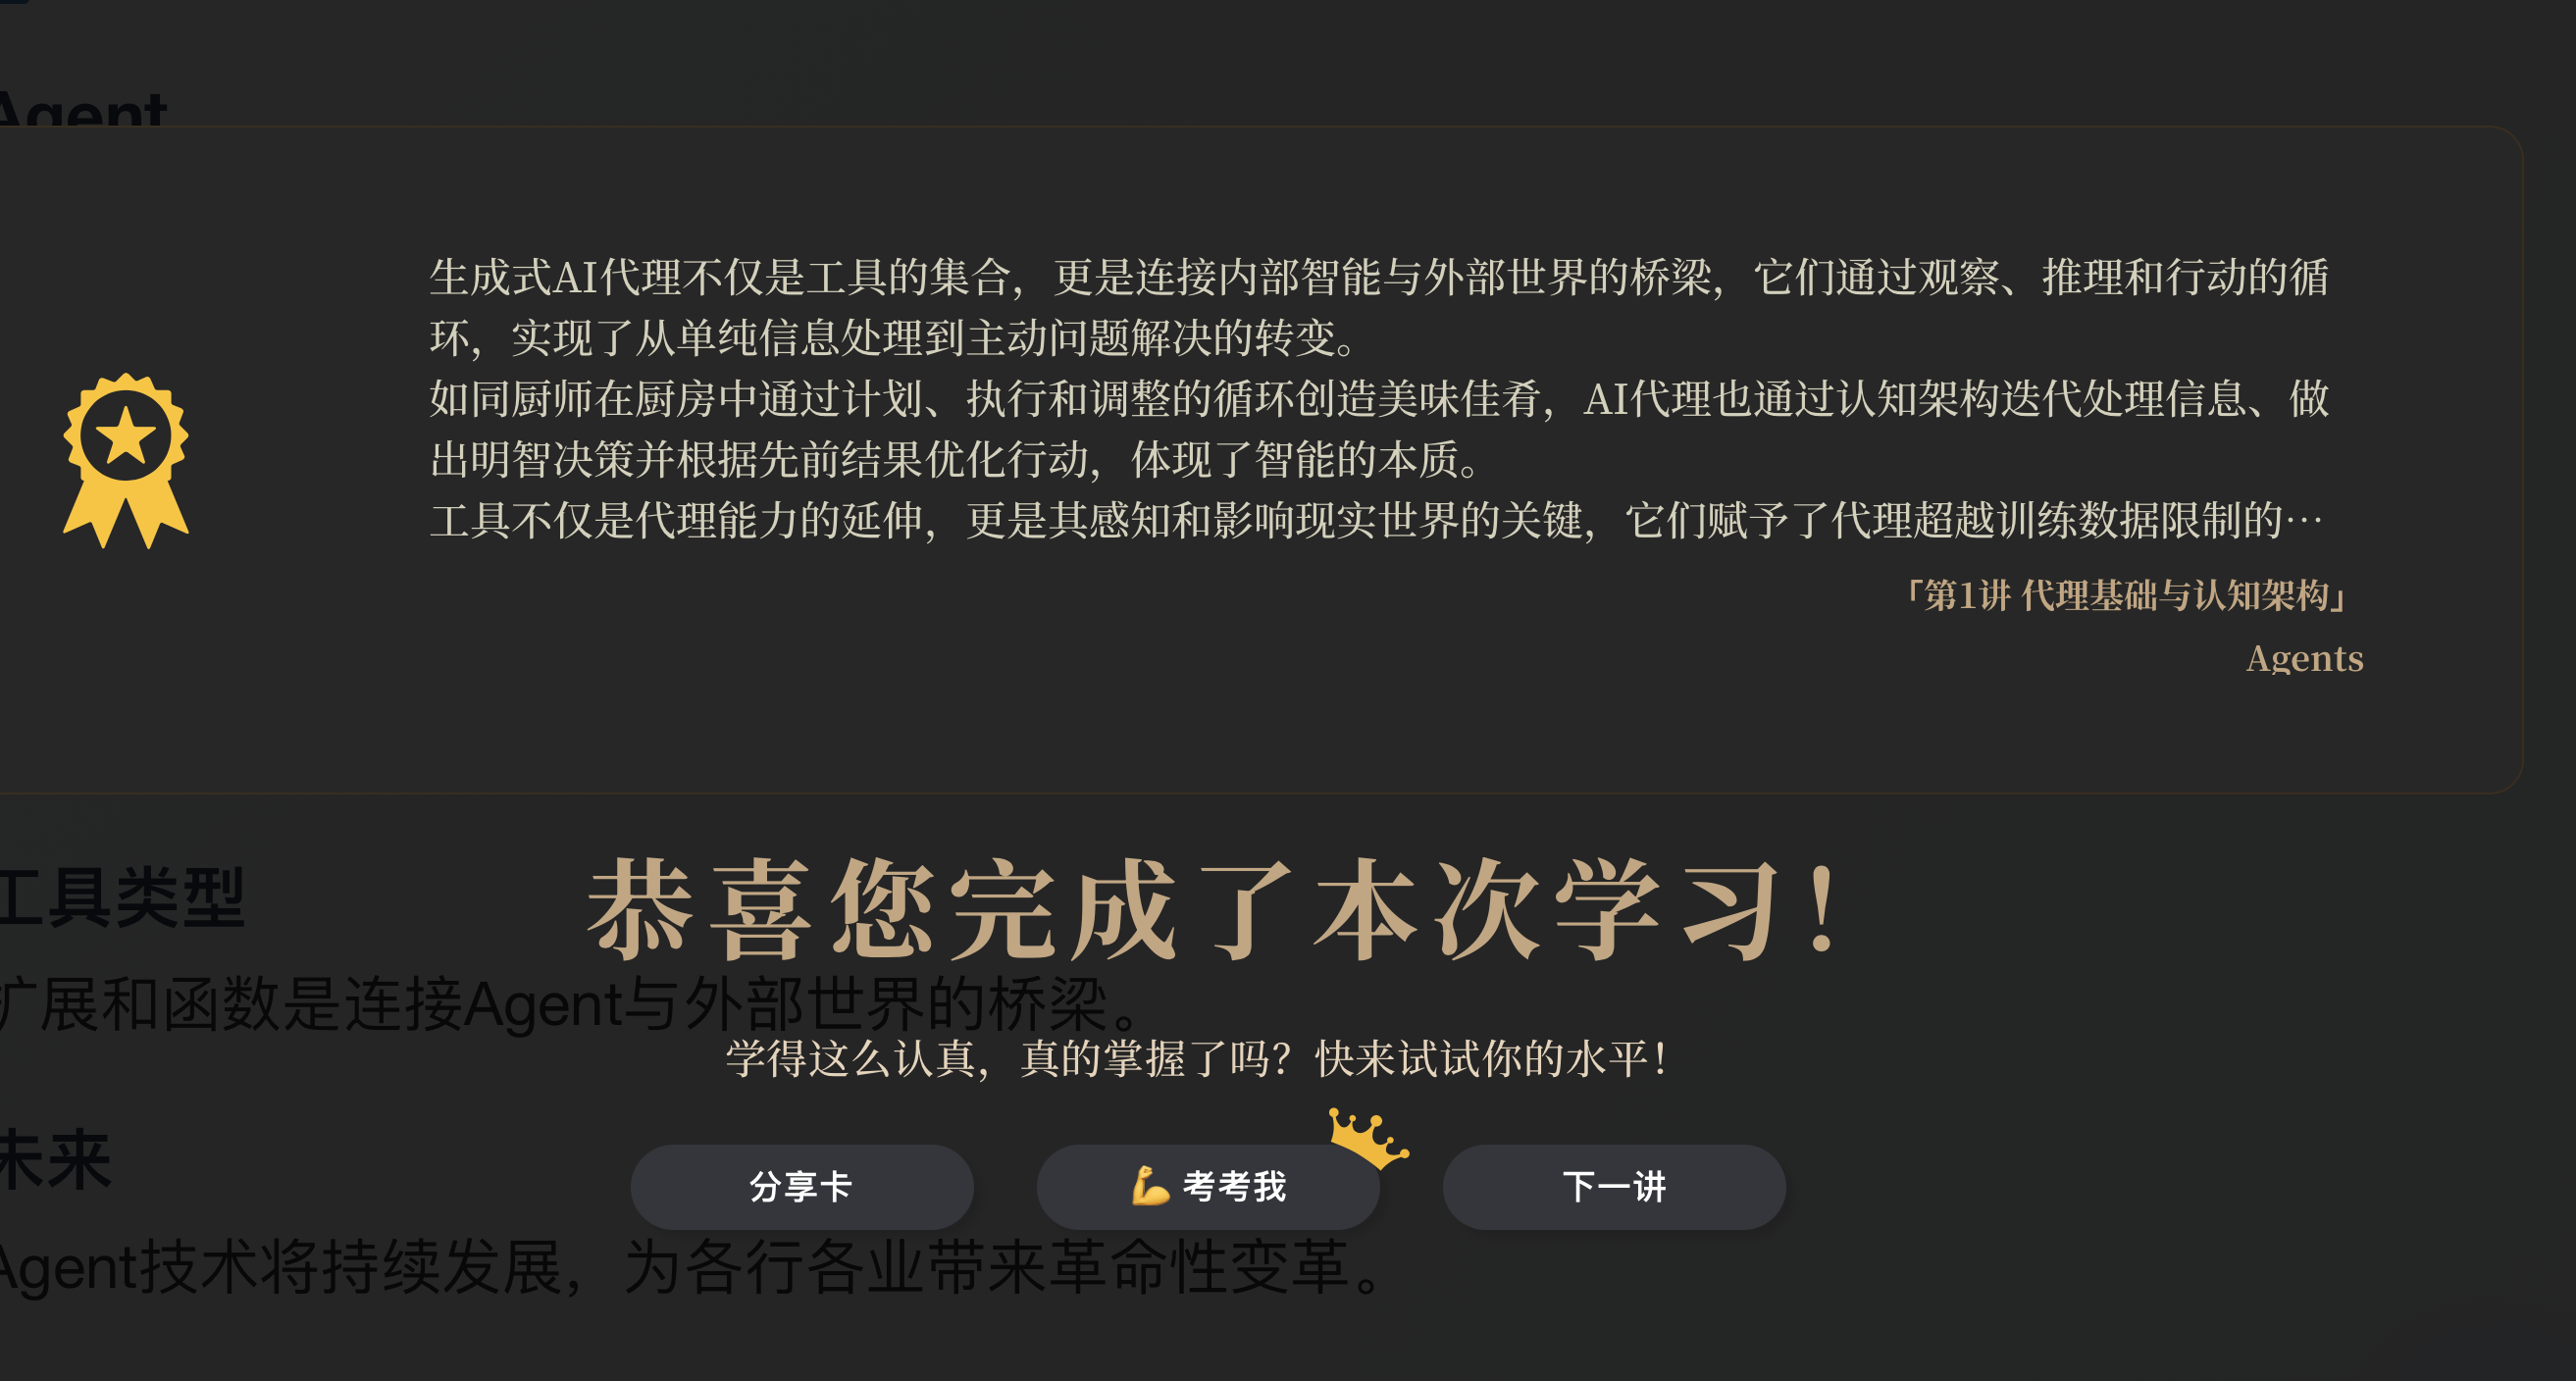 Agent
生成式AI代理不仅是工具的集合，更是连接内部智能与外部世界的桥梁，它们通过观察、推理和行动的循
环，实现了从单纯信息处理到主动问题解决的转变。
如同厨师在厨房中通过计划、执行和调整的循环创造美味佳肴，AI代理也通过认知架构迭代处理信息、做
出明智决策并根据先前结果优化行动，体现了智能的本质。
工具不仅是代理能力的延伸，更是其感知和影响现实世界的关键，它们赋予了代理超越训练数据限制的…
「第1讲 代理基础与认知架构」
Agents
恭喜您完成了本次学习！
工具类型
扩展和函数是连接Agent与外部世界的桥梁。
学得这么认真，真的掌握了吗？快来试试你的水平！
未来
分享卡
💪 考考我
下一讲
Agent技术将持续发展，为各行各业带来革命性变革。